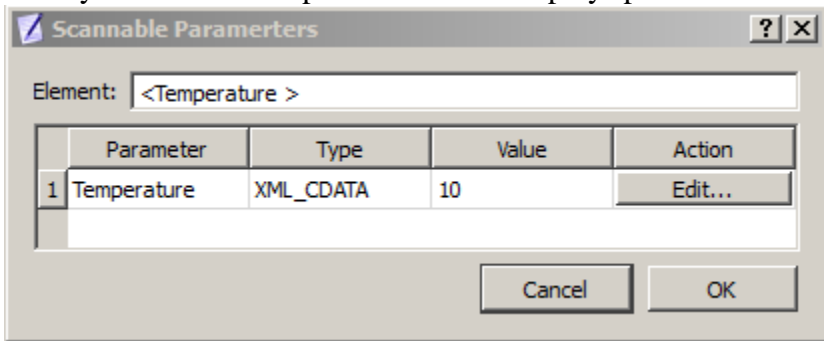 Scannable Paramerters
Element: <Temperature >
Parameter Type Value Action
1 Temperature XML_CDATA 10 Edit...
Cancel OK